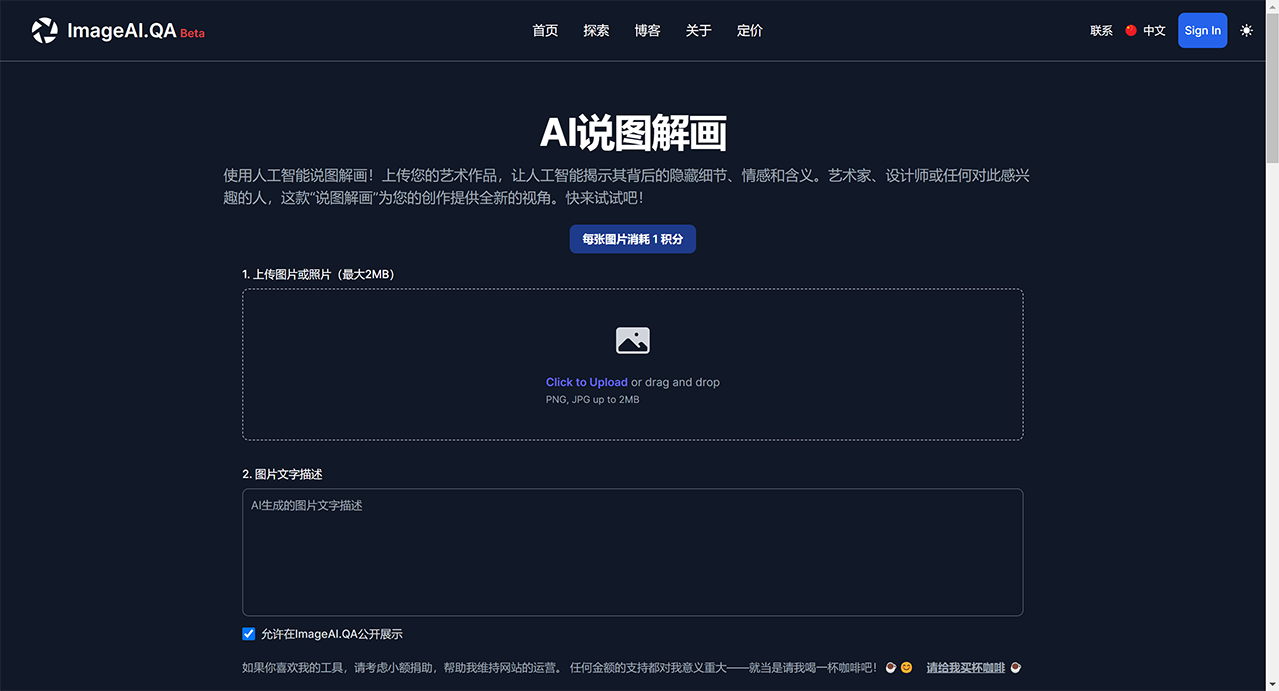 ImageAI.QA Beta
首页 探索 博客 关于 定价
联系 中文 Sign In
AI说图解画
使用人工智能说图解画！上传您的艺术作品，让人工智能揭示其背后的隐藏细节、情感和含义。艺术家、设计师或任何对此感兴
趣的人，这款“说图解画”为您的创作提供全新的视角。快来试试吧！
每张图片消耗 1 积分
1. 上传图片或照片（最大2MB）
Click to Upload or drag and drop
PNG, JPG up to 2MB
2. 图片文字描述
AI生成的图片文字描述
允许在ImageAI.QA公开展示
如果你喜欢我的工具，请考虑小额捐助，帮助我维持网站的运营。 任何金额的支持都对我意义重大——就当是请我喝一杯咖啡吧！ ☕😊 请给我买杯咖啡 ☕